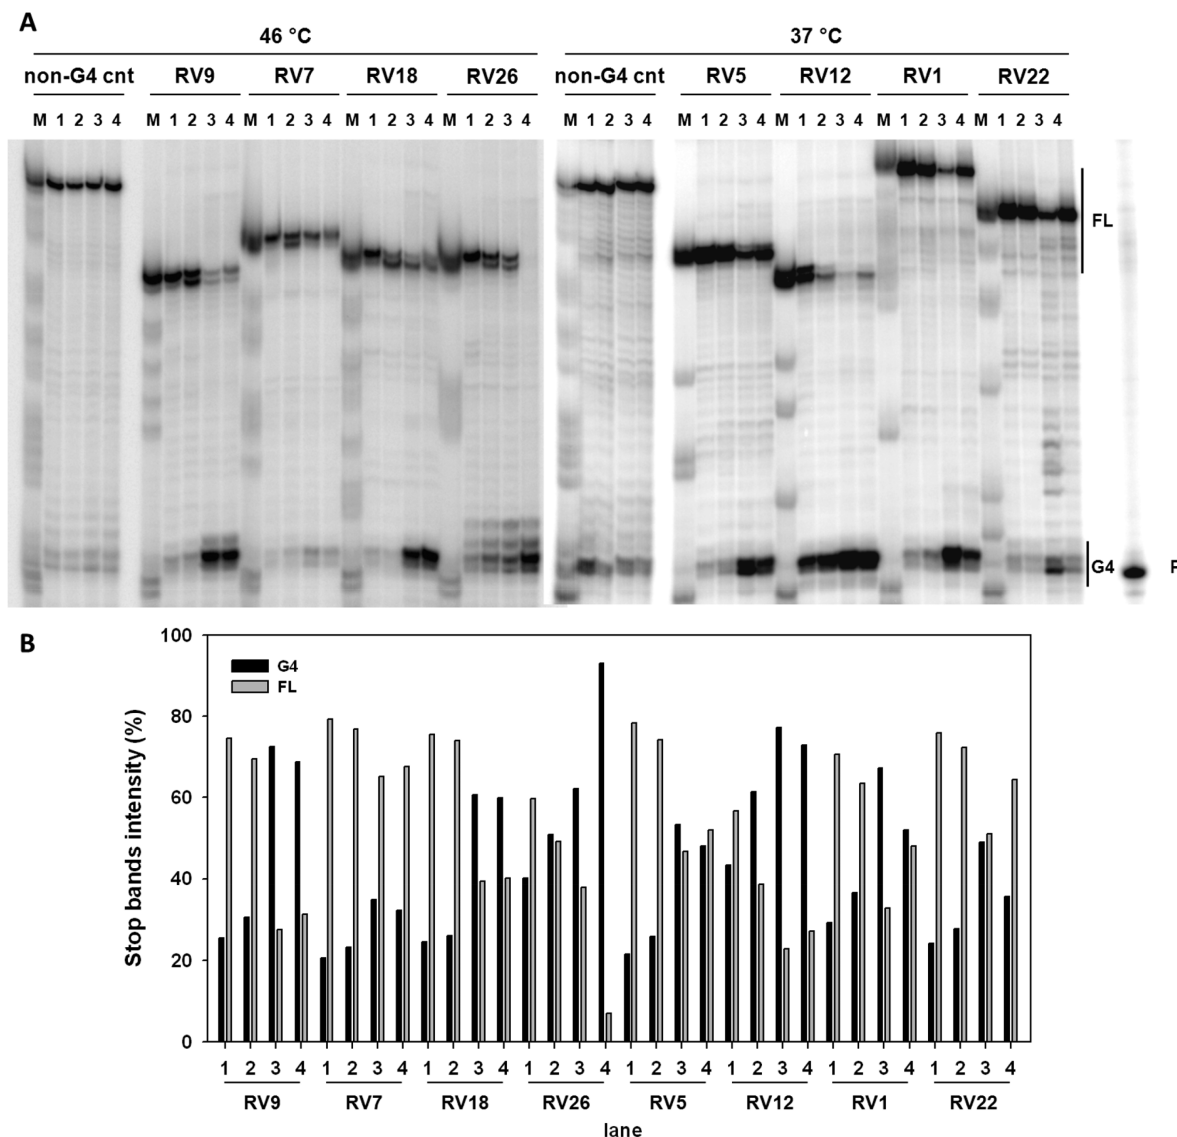 A
46 °C 37 °C
non-G4 cnt RV9 RV7 RV18 RV26 non-G4 cnt RV5 RV12 RV1 RV22
M 1 2 3 4 M 1 2 3 4 M 1 2 3 4 M 1 2 3 4 M 1 2 3 4 M 1 2 3 4 M 1 2 3 4 M 1 2 3 4 M 1 2 3 4 M 1 2 3 4
FL
G4 P
B
100
80
60
40
20
0
Stop bands intensity (%)
G4
FL
1 2 3 4 1 2 3 4 1 2 3 4 1 2 3 4 1 2 3 4 1 2 3 4 1 2 3 4 1 2 3 4
RV9 RV7 RV18 RV26 RV5 RV12 RV1 RV22
lane